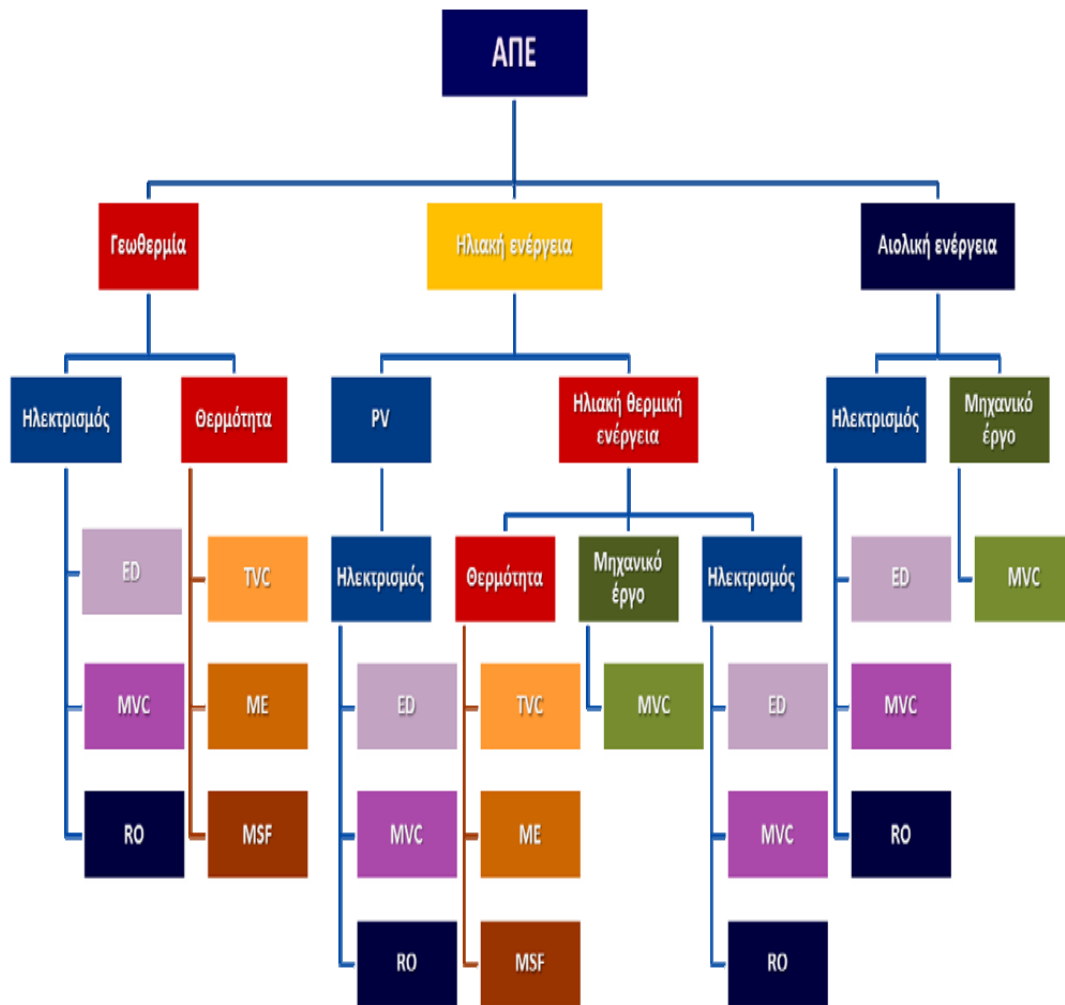 ΑΠΕ
Γεωθερμία
Ηλιακή ενέργεια
Αιολική ενέργεια
Ηλεκτρισμός
Θερμότητα
PV
Ηλιακή θερμική
ενέργεια
Ηλεκτρισμός
Μηχανικό
έργο
ED
TVC
Ηλεκτρισμός
Θερμότητα
Μηχανικό
έργο
Ηλεκτρισμός
ED
MVC
MVC
ME
ED
TVC
MVC
ED
MVC
RO
MSF
MVC
ME
MVC
RO
RO
MSF
RO